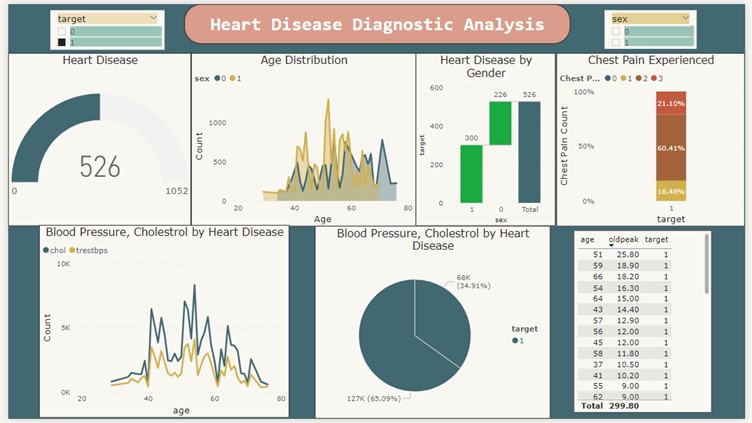 target
0
1
Heart Disease Diagnostic Analysis
sex
0
1
Heart Disease
526
0
1052
Age Distribution
sex 0 1
Count
1000
500
0
20
40
60
80
Age
Heart Disease by
Gender
target
600
400
200
0
300
226
526
1
0
Total
sex
Chest Pain Experienced
Chest P... 0 1 2 3
Chest Pain Count
100%
50%
0%
21.10%
60.41%
18.48%
1
target
Blood Pressure, Cholestrol by Heart Disease
chol trestbps
Count
10K
5K
0K
20
40
60
80
age
Blood Pressure, Cholestrol by Heart
Disease
68K
(34.91%)
127K (65.09%)
target
1
age oldpeak target
51 25.80 1
59 18.90 1
66 18.20 1
54 16.30 1
64 15.00 1
43 14.40 1
57 12.90 1
56 12.00 1
45 12.00 1
58 11.80 1
37 10.50 1
41 10.20 1
55 9.00 1
62 9.00 1
Total 299.80